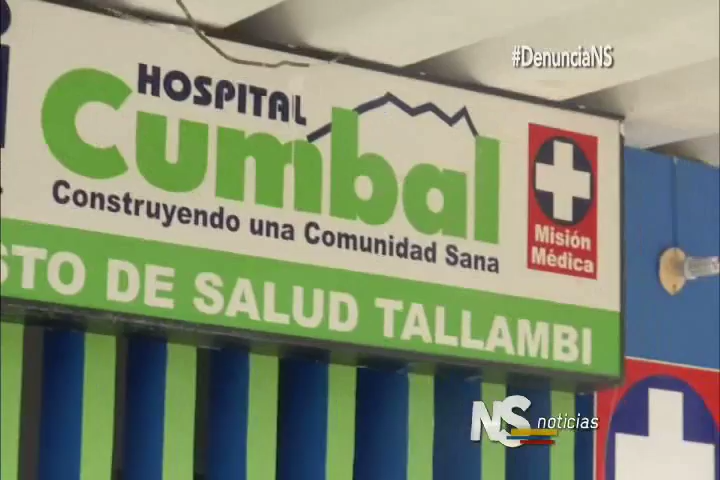 #DenunciaNS
HOSPITAL
Cumbal
Construyendo una Comunidad Sana
Misión
Médica
STO DE SALUD TALLAMBI
NS noticias